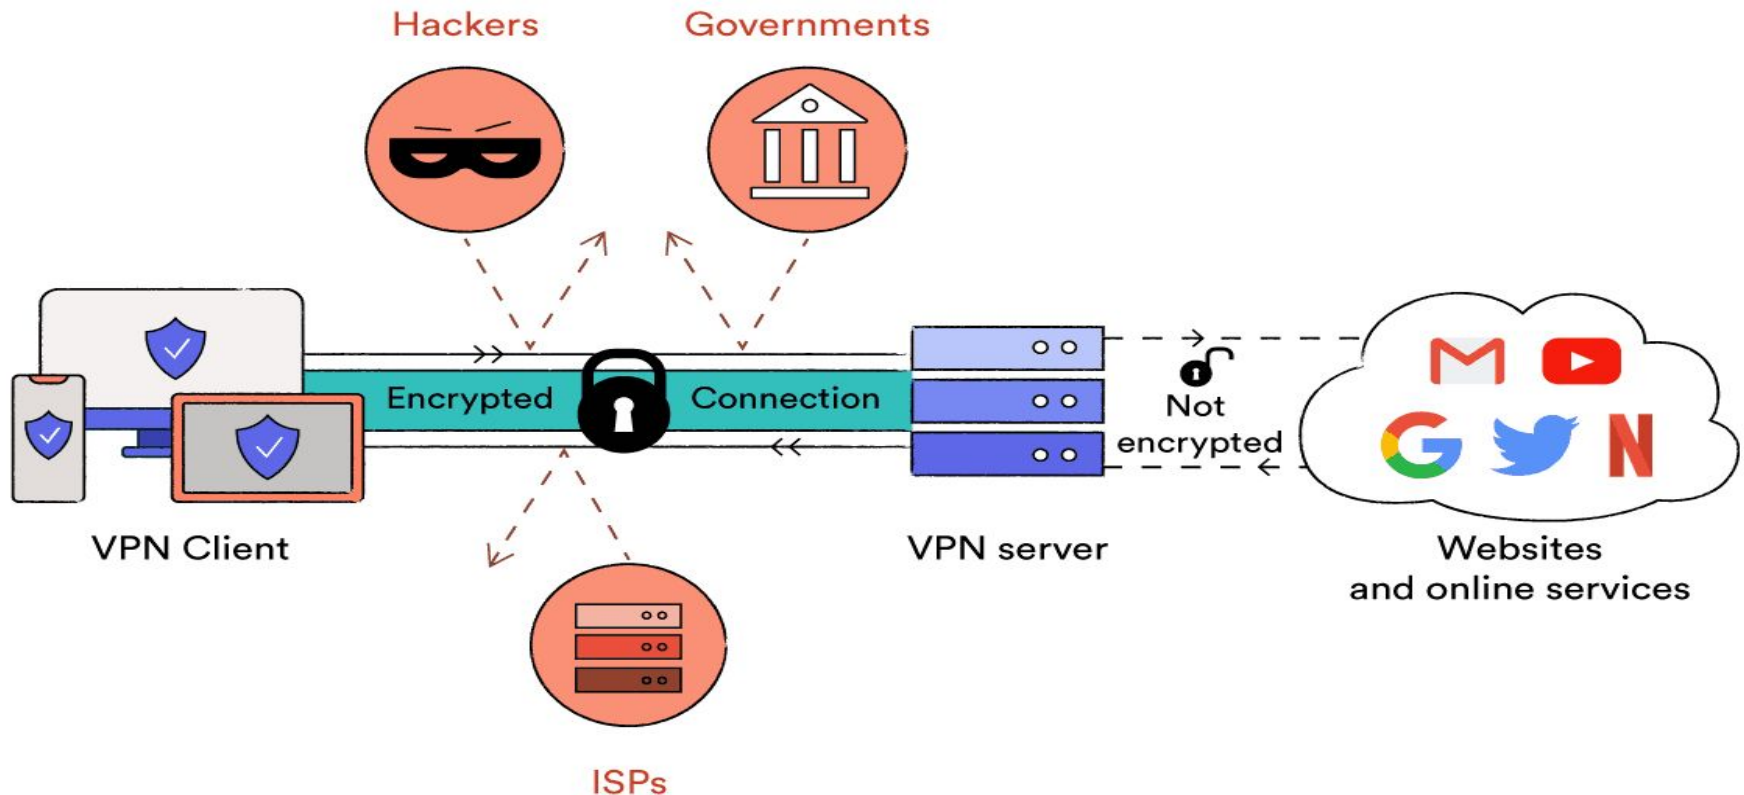 Hackers
Governments
Encrypted
Connection
Not
encrypted
VPN Client
VPN server
Websites
and online services
ISPs